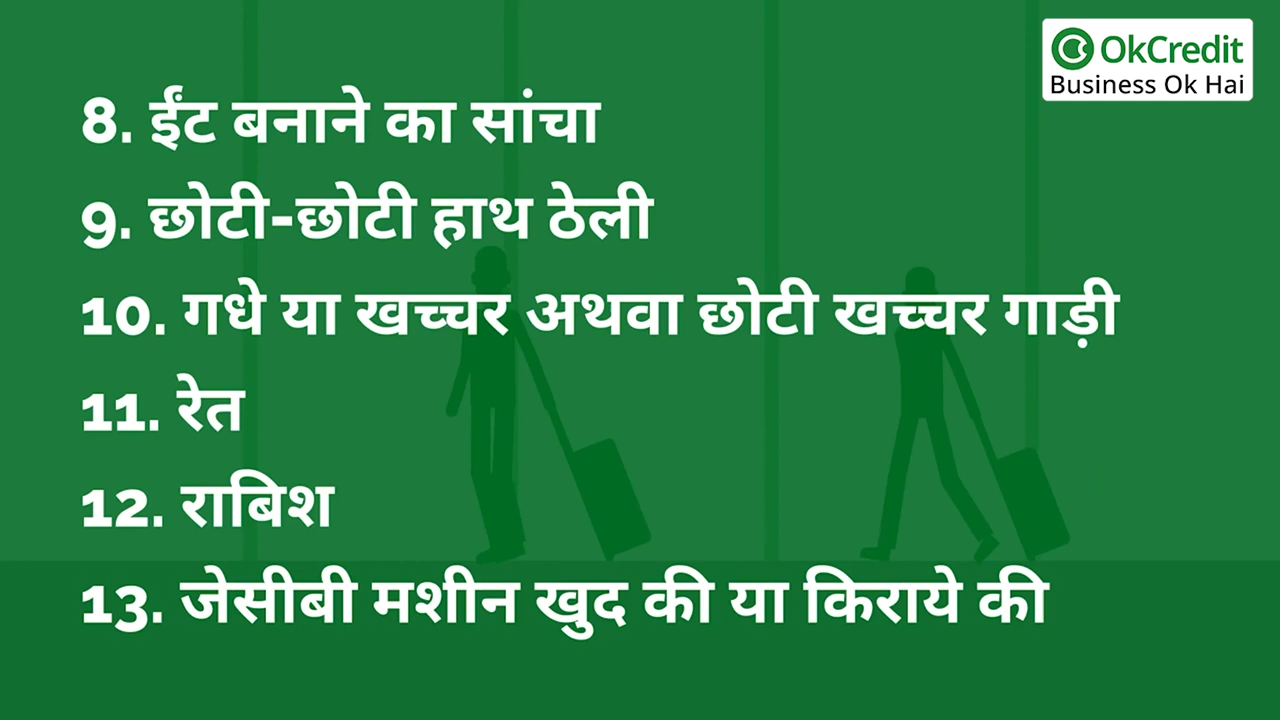 OkCredit
Business Ok Hai
8. ईंट बनाने का सांचा
9. छोटी-छोटी हाथ ठेली
10. गधे या खच्चर अथवा छोटी खच्चर गाड़ी
11. रेत
12. राबिश
13. जेसीबी मशीन खुद की या किराये की